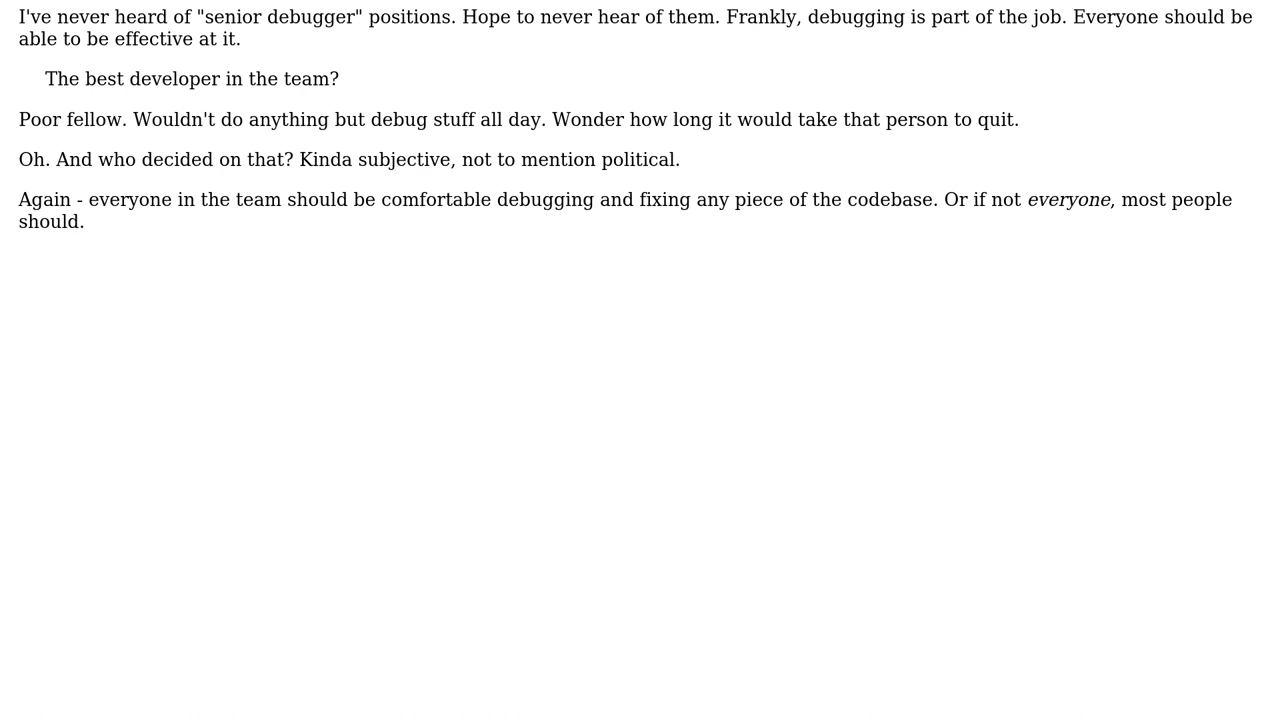 I've never heard of "senior debugger" positions. Hope to never hear of them. Frankly, debugging is part of the job. Everyone should be
able to be effective at it.
The best developer in the team?
Poor fellow. Wouldn't do anything but debug stuff all day. Wonder how long it would take that person to quit.
Oh. And who decided on that? Kinda subjective, not to mention political.
Again - everyone in the team should be comfortable debugging and fixing any piece of the codebase. Or if not everyone, most people
should.